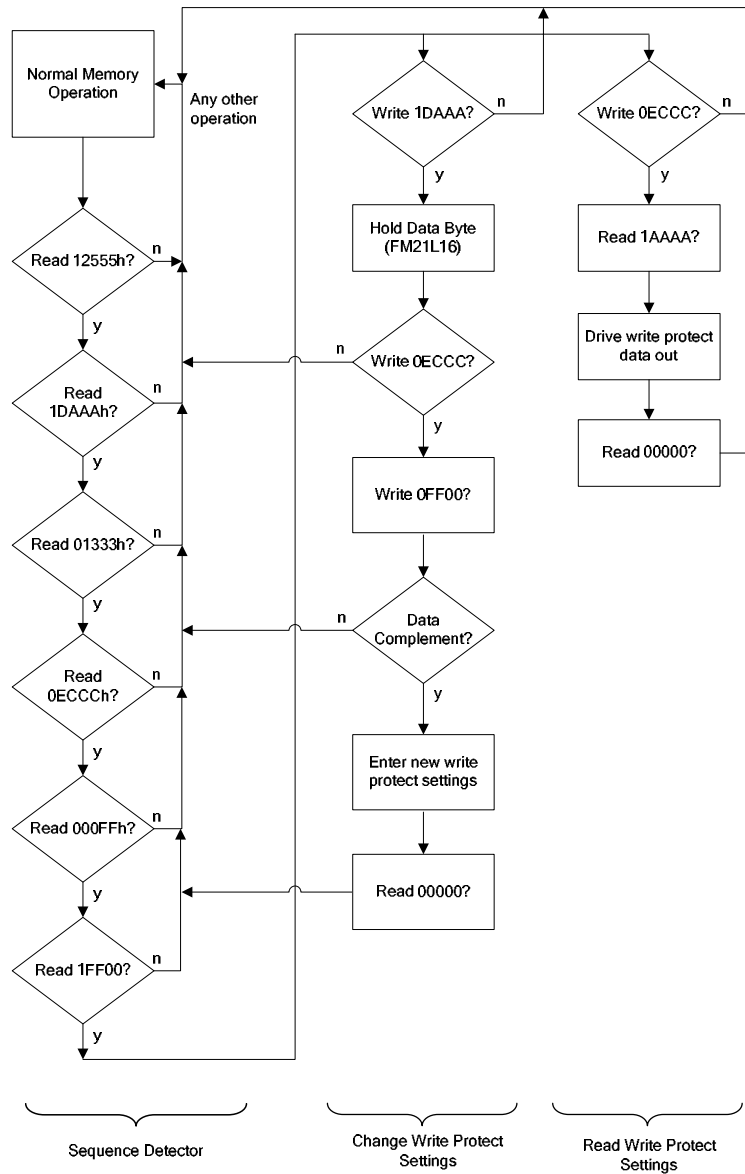 Normal Memory
Operation
Any other
operation
Read 12555h?
n
y
Read
1DAAAh?
n
y
Read 01333h?
n
y
Read
0ECCCh?
n
y
Read 000FFh?
n
y
Read 1FF00?
n
y
Sequence Detector
Write 1DAAA?
n
y
Hold Data Byte
(FM21L16)
Write 0ECCC?
n
y
Write 0FF00?
Data
Complement?
n
y
Enter new write
protect settings
Read 00000?
Change Write Protect
Settings
Write 0ECCC?
n
y
Read 1AAAA?
Drive write protect
data out
Read 00000?
Read Write Protect
Settings